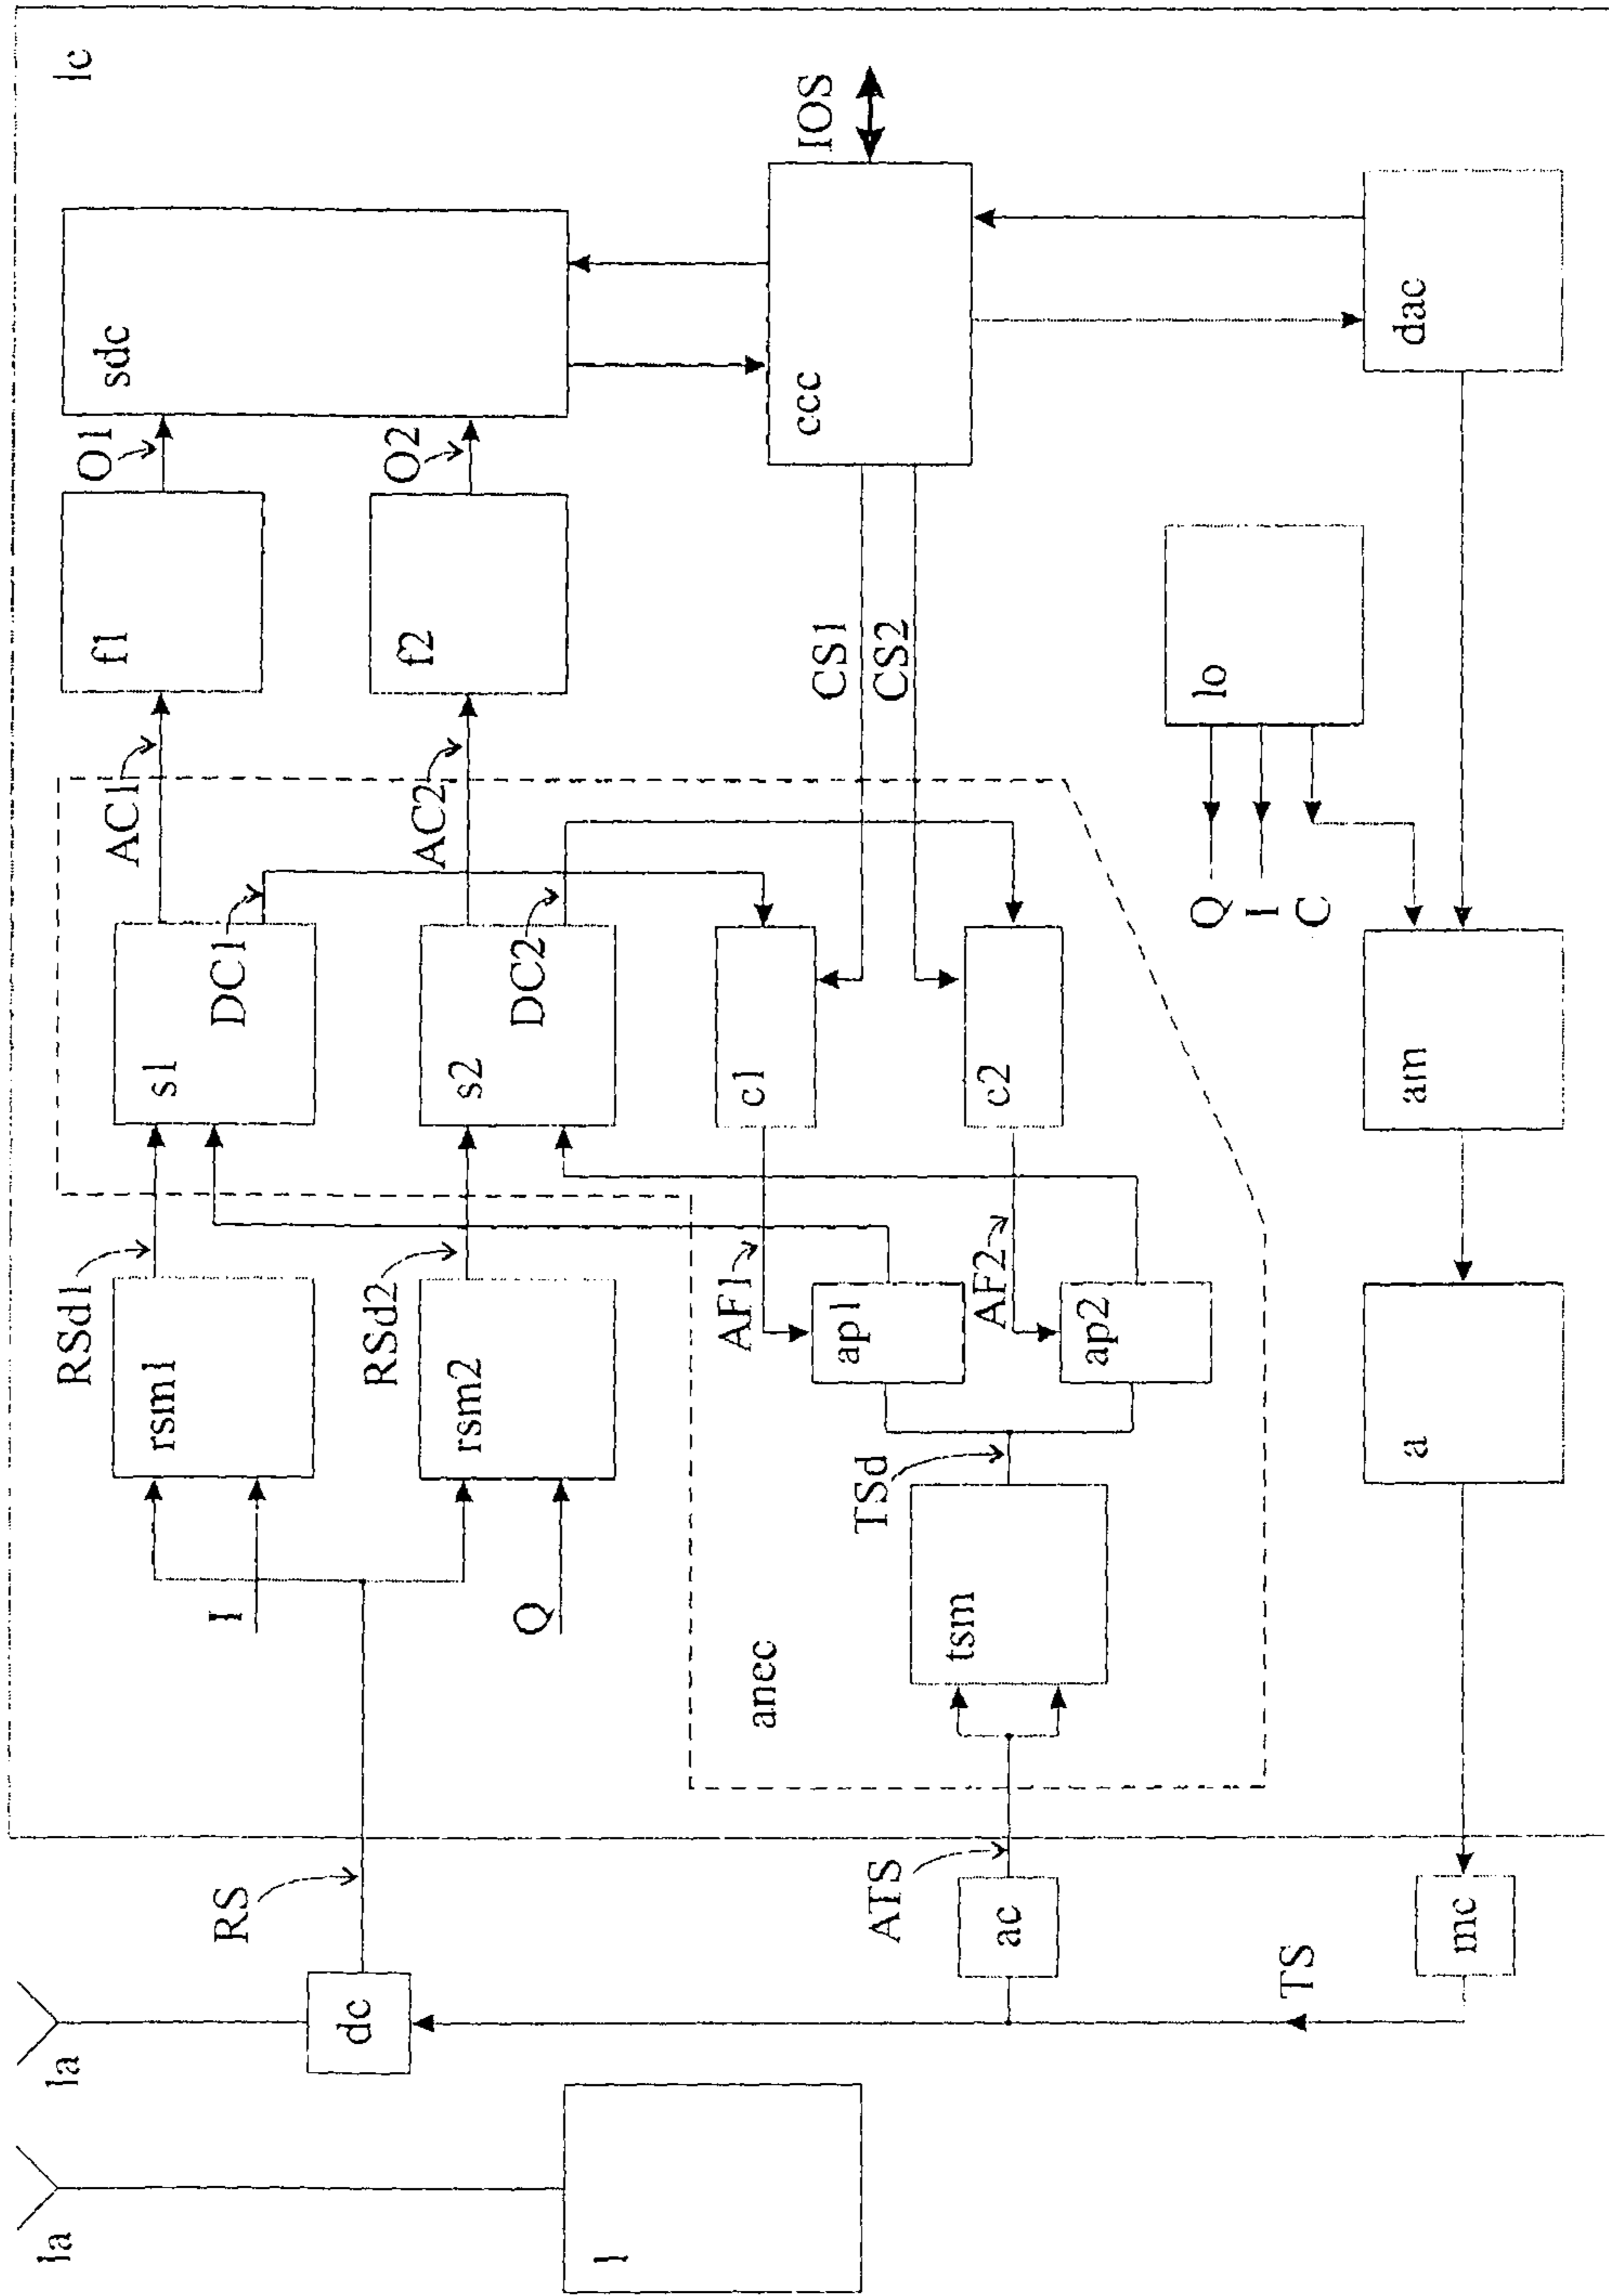 la
l
la
dc
RS
ac
ATS
TS
mc
lc
I
Q
rsm1
RSd1
rsm2
RSd2
anec
tsm
TSd
ap1
AF1
ap2
AF2
s1
DC1
AC1
s2
DC2
AC2
c1
c2
CS1
CS2
f1
O1
f2
O2
sdc
ccc
IOS
lo
Q
I
C
dac
am
a